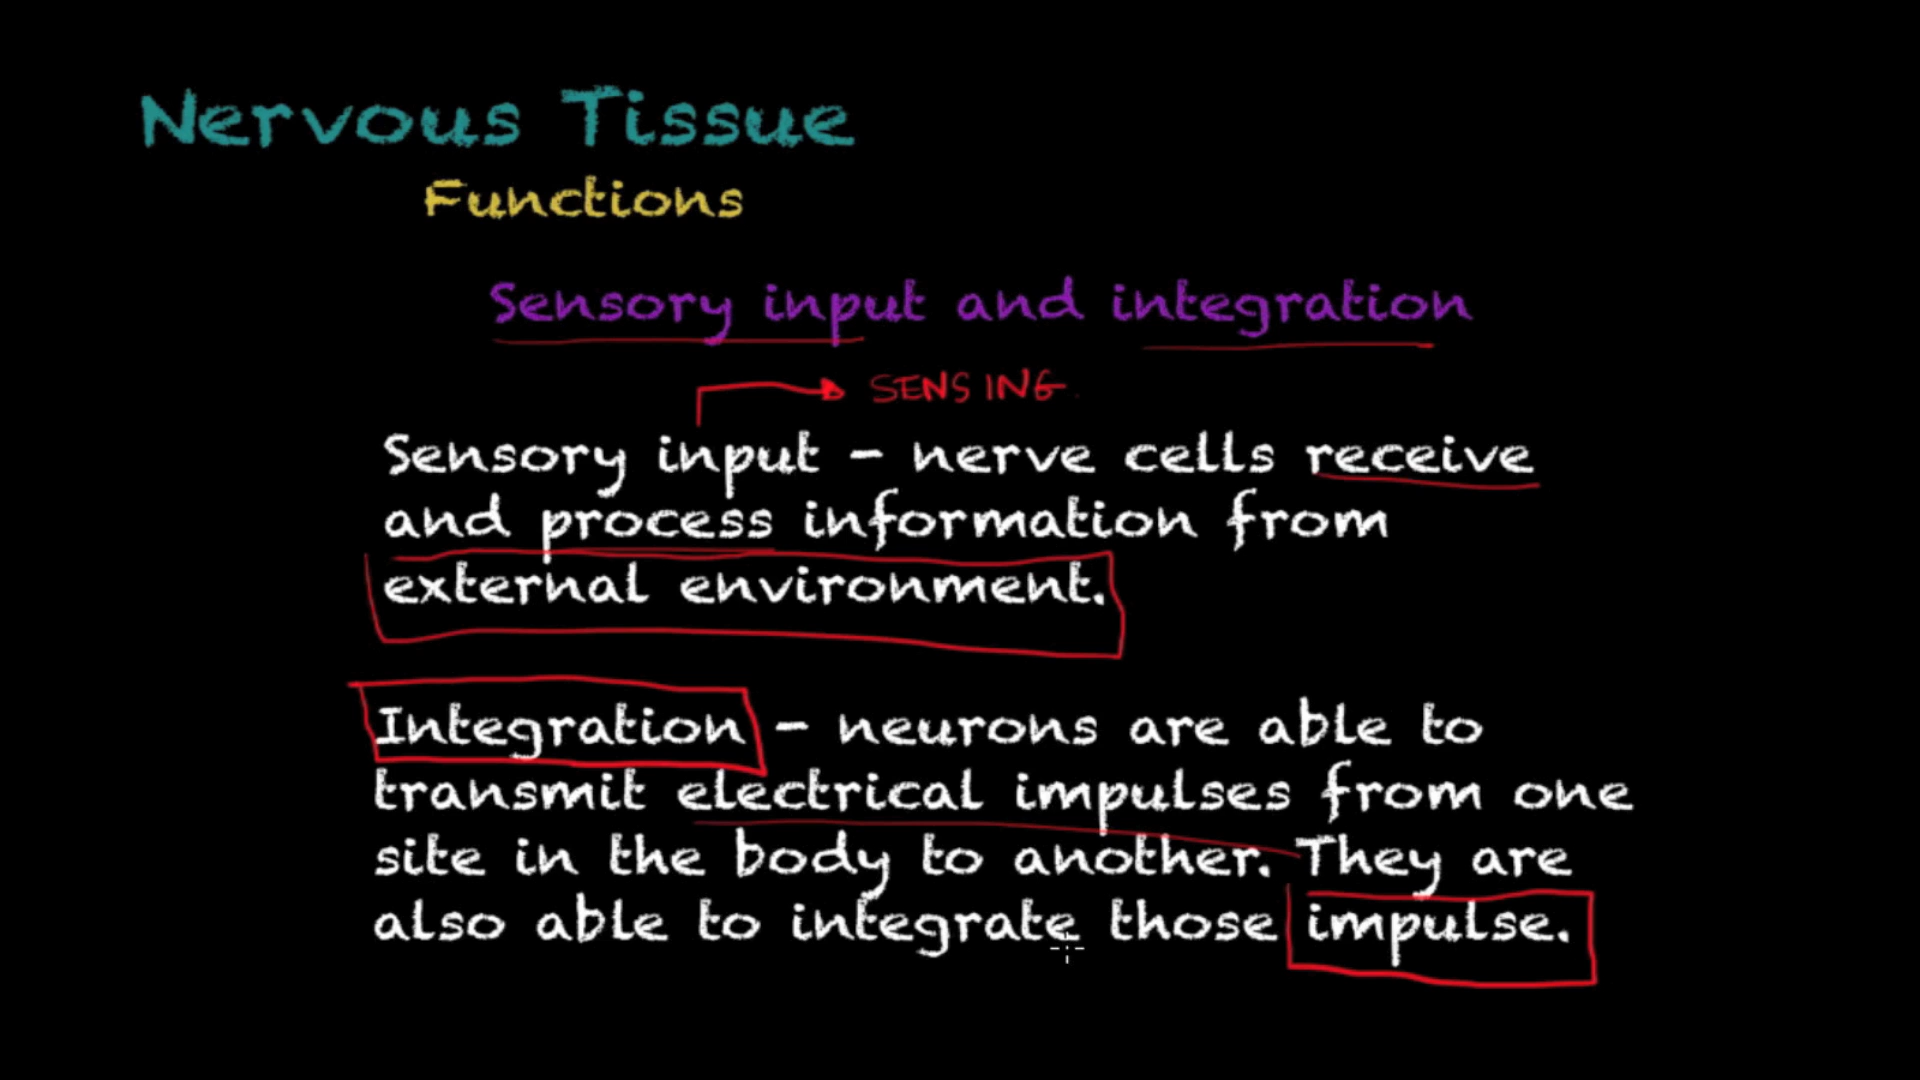 Nervous Tissue
Functions
Sensory input and integration
SENSING
Sensory input - nerve cells receive
and process information from
external environment.
Integration - neurons are able to
transmit electrical impulses from one
site in the body to another. They are
also able to integrate those impulse.